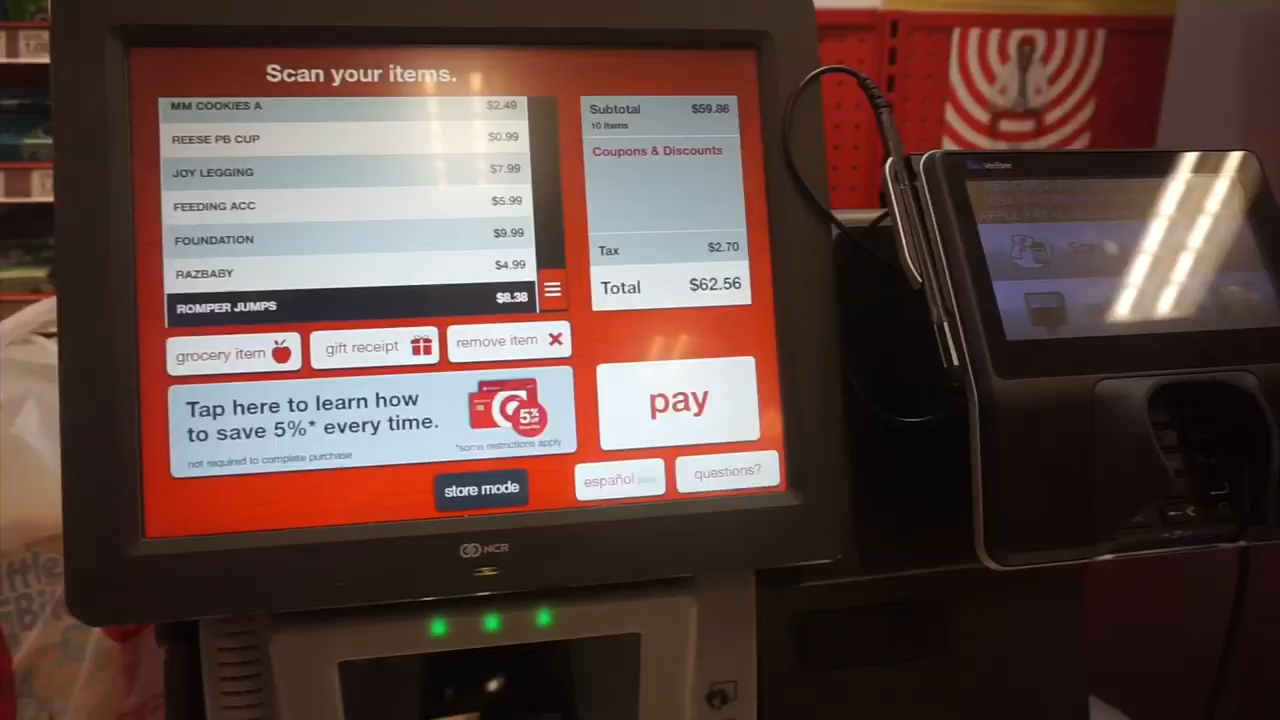 Scan your items.
MM COOKIES A $2.49
REESE PB CUP $0.99
JOY LEGGING $7.99
FEEDING ACC $5.99
FOUNDATION $9.99
RAZBABY $4.99
ROMPER JUMPS $8.38
Subtotal $59.86
10 items
Coupons & Discounts
Tax $2.70
Total $62.56
grocery item
gift receipt
remove item
Tap here to learn how
to save 5%* every time.
5%
*some restrictions apply
not required to complete purchase
pay
store mode
español
questions?
NCR
Verifone
APPLE PAY